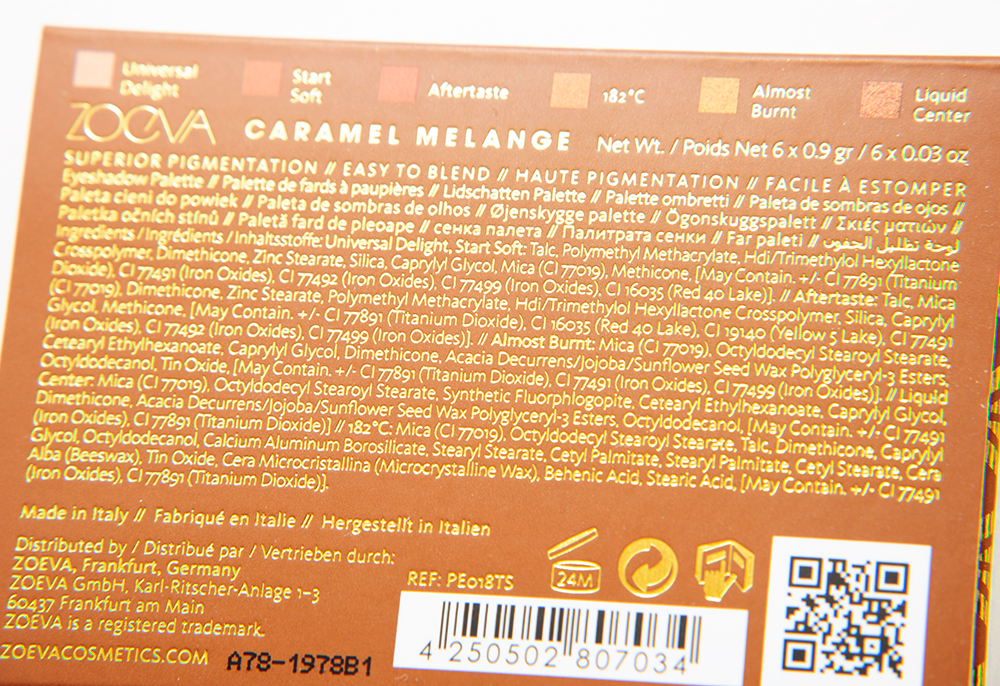 Universal Delight
Start Soft
Aftertaste
182°C
Almost Burnt
Liquid Center
ZOEVA CARAMEL MELANGE Net Wt. / Poids Net 6 x 0.9 gr / 6 x 0.03 oz
SUPERIOR PIGMENTATION // EASY TO BLEND // HAUTE PIGMENTATION // FACILE À ESTOMPER
Eyeshadow Palette // Palette de fards à paupières // Lidschatten Palette // Palette ombretti // Paleta de sombras de ojos //
Paleta cieni do powiek // Paleta de sombras de olhos // Øjenskygge palette // Ögonskuggspalett // Σκιές ματιών //
Paletka očních stínů // Paletă fard de pleoape // сенка палета // Палитрата сенки // Far paleti // لوحة تظليل الجفون
Ingredients / Ingrédients / Inhaltsstoffe: Universal Delight, Start Soft: Talc, Polymethyl Methacrylate, Hdi/Trimethylol Hexyllactone
Crosspolymer, Dimethicone, Zinc Stearate, Silica, Caprylyl Glycol, Mica (CI 77019), Methicone, [May Contain. +/- CI 77891 (Titanium
Dioxide), CI 77491 (Iron Oxides), CI 77492 (Iron Oxides), CI 77499 (Iron Oxides), CI 16035 (Red 40 Lake)]. // Aftertaste: Talc, Mica
(CI 77019), Dimethicone, Zinc Stearate, Polymethyl Methacrylate, Hdi/Trimethylol Hexyllactone Crosspolymer, Silica, Caprylyl
Glycol, Methicone, [May Contain. +/- CI 77891 (Titanium Dioxide), CI 16035 (Red 40 Lake), CI 19140 (Yellow 5 Lake), CI 77491
(Iron Oxides), CI 77492 (Iron Oxides), CI 77499 (Iron Oxides)]. // Almost Burnt: Mica (CI 77019), Octyldodecyl Stearoyl Stearate,
Cetearyl Ethylhexanoate, Caprylyl Glycol, Dimethicone, Acacia Decurrens/Jojoba/Sunflower Seed Wax Polyglyceryl-3 Esters,
Octyldodecanol, Tin Oxide, [May Contain. +/- CI 77891 (Titanium Dioxide), CI 77491 (Iron Oxides), CI 77499 (Iron Oxides)]. // Liquid
Center: Mica (CI 77019), Octyldodecyl Stearoyl Stearate, Synthetic Fluorphlogopite, Cetearyl Ethylhexanoate, Caprylyl Glycol,
Dimethicone, Acacia Decurrens/Jojoba/Sunflower Seed Wax Polyglyceryl-3 Esters, Octyldodecanol, [May Contain. +/- CI 77491
(Iron Oxides), CI 77891 (Titanium Dioxide)] // 182°C: Mica (CI 77019), Octyldodecyl Stearoyl Stearate, Talc, Dimethicone, Caprylyl
Glycol, Octyldodecanol, Calcium Aluminum Borosilicate, Stearyl Stearate, Cetyl Palmitate, Stearyl Palmitate, Cetyl Stearate, Cera
Alba (Beeswax), Tin Oxide, Cera Microcristallina (Microcrystalline Wax), Behenic Acid, Stearic Acid, [May Contain. +/- CI 77491
(Iron Oxides), CI 77891 (Titanium Dioxide)].
Made in Italy // Fabriqué en Italie // Hergestellt in Italien
Distributed by / Distribué par / Vertrieben durch:
ZOEVA, Frankfurt, Germany
ZOEVA GmbH, Karl-Ritscher-Anlage 1-3
60437 Frankfurt am Main
ZOEVA is a registered trademark.
ZOEVACOSMETICS.COM
A78-1978B1
REF: PE018TS
24M
4 250502 807034